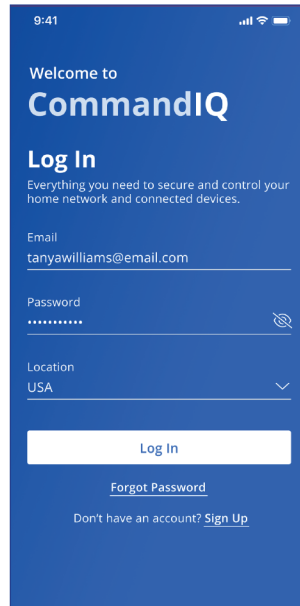 9:41
Welcome to
CommandIQ
Log In
Everything you need to secure and control your
home network and connected devices.
Email
tanyawilliams@email.com
Password
•••••••••••
Location
USA
Log In
Forgot Password
Don't have an account? Sign Up